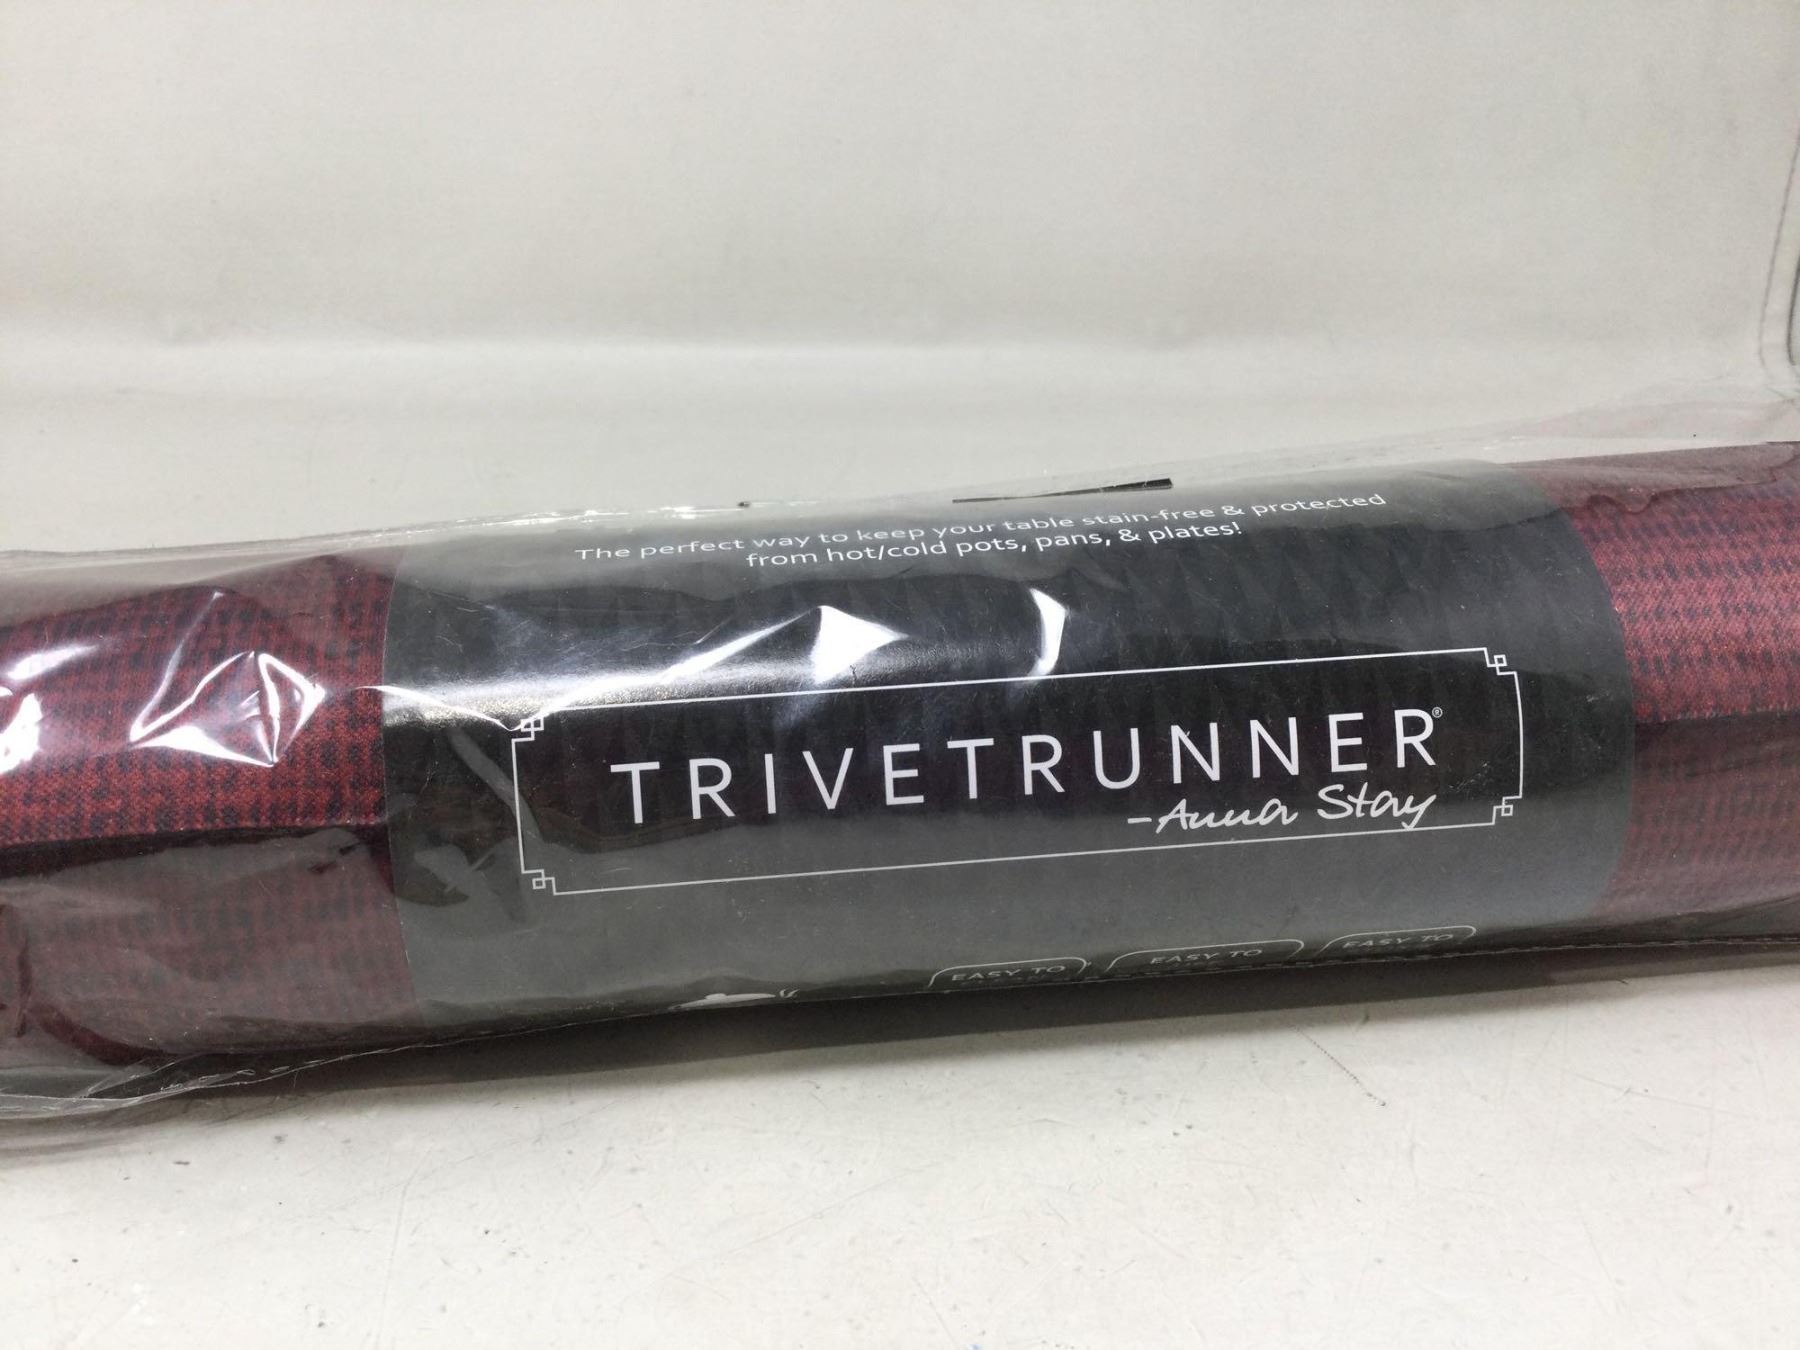 The perfect way to keep your table stain-free & protected
from hot/cold pots, pans, & plates!
TRIVETRUNNER®
-Anna Stay
EASY TO EASY TO EASY TO